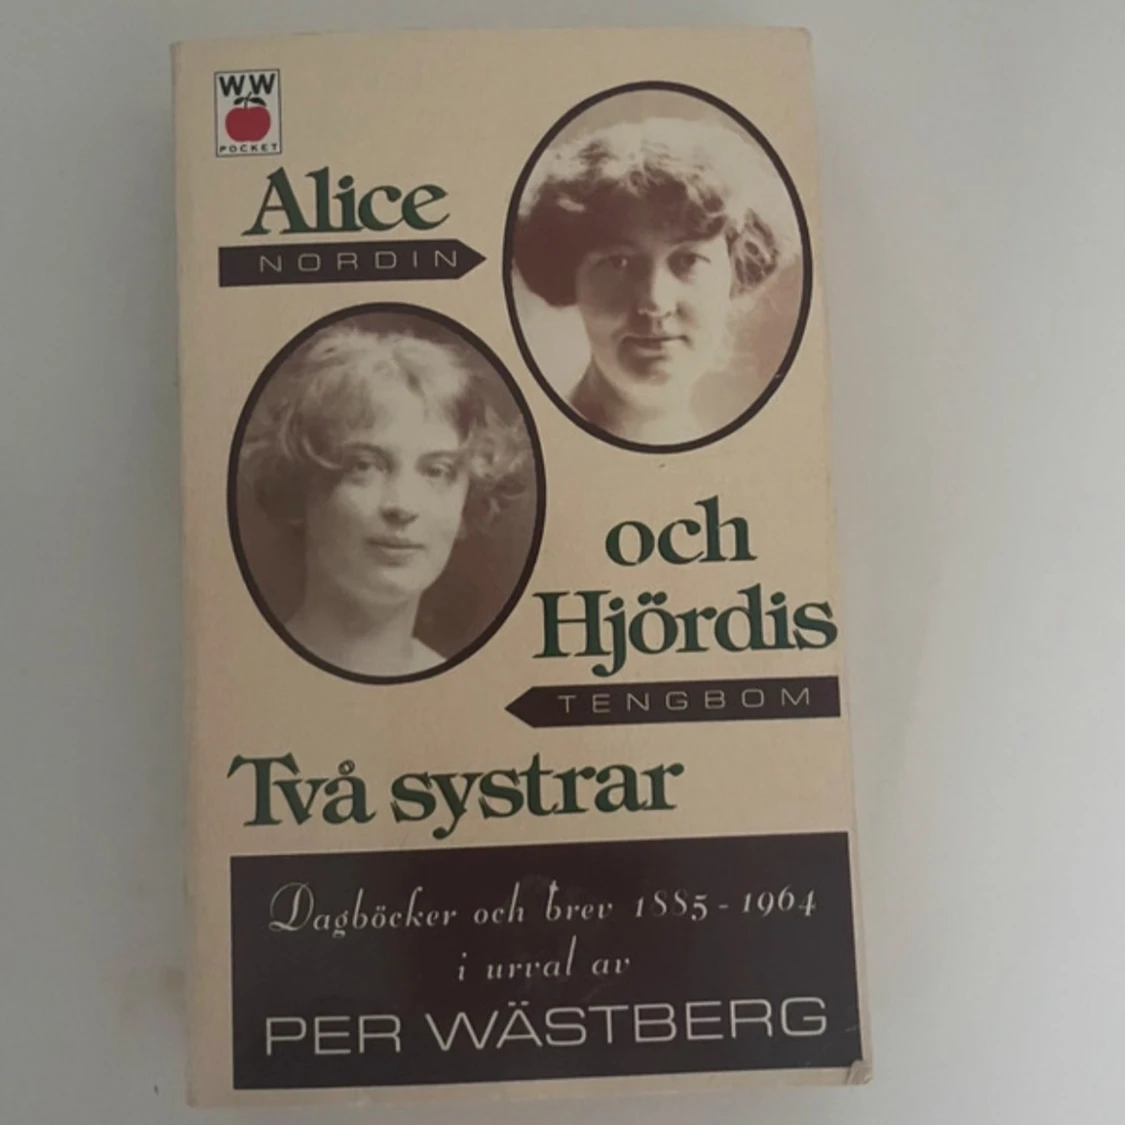 WW
POCKET
Alice
NORDIN
och
Hjördis
TENGBOM
Två systrar
Dagböcker och brev 1885-1964
i urval av
PER WÄSTBERG